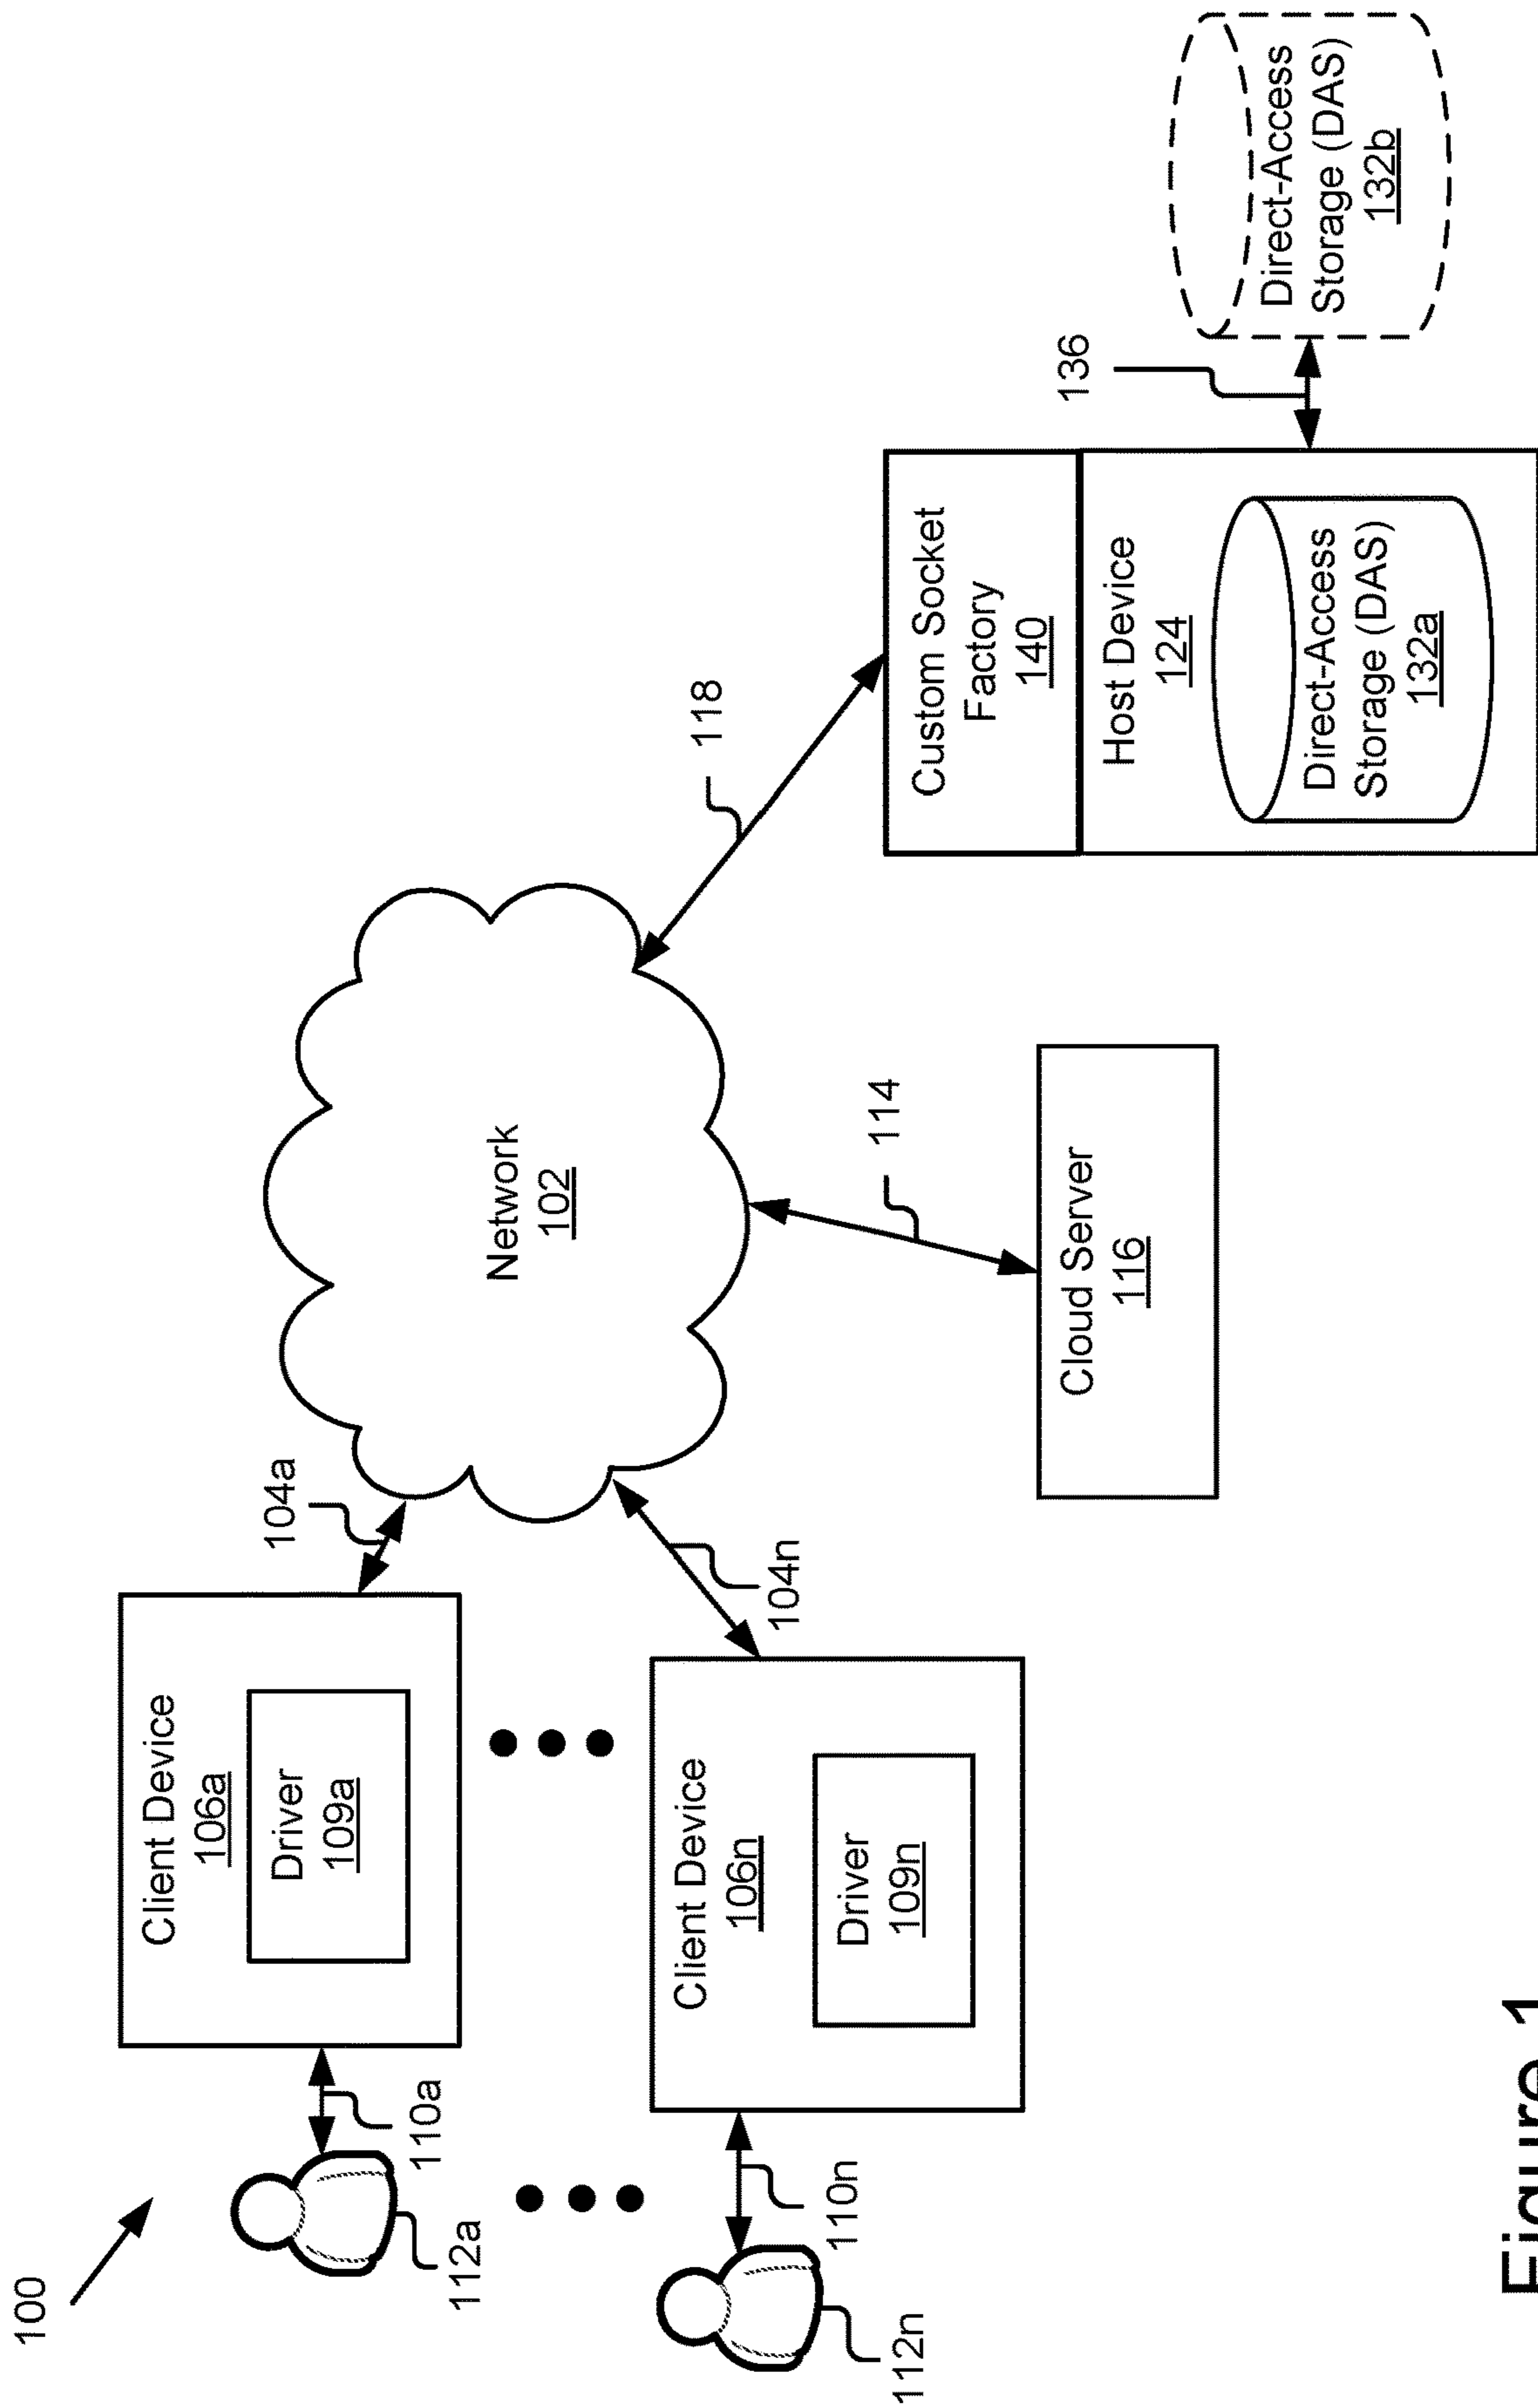 100
112a
110a
Client Device
106a
Driver
109a
104a
112n
110n
Client Device
106n
Driver
109n
104n
Network
102
114
Cloud Server
116
118
Custom Socket
Factory
140
Host Device
124
Direct-Access
Storage (DAS)
132a
136
Direct-Access
Storage (DAS)
132b
Figure 1